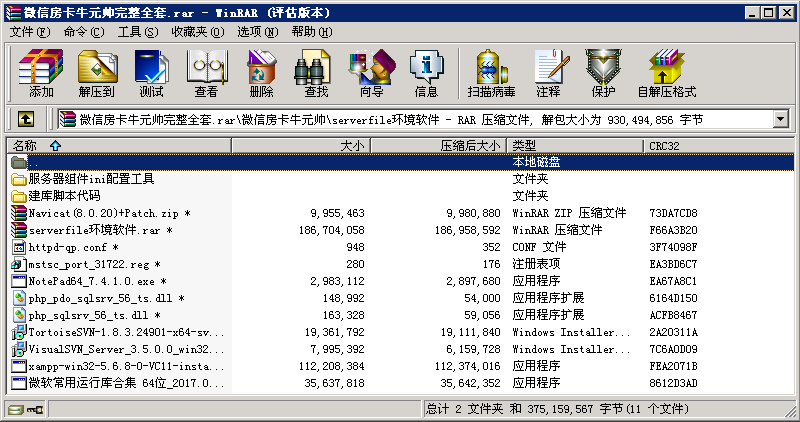 微信房卡牛元帅完整全套.rar - WinRAR (评估版本)
文件(F) 命令(C) 工具(S) 收藏夹(O) 选项(N) 帮助(H)
添加 解压到 测试 查看 删除 查找 向导 信息 扫描病毒 注释 保护 自解压格式
微信房卡牛元帅完整全套.rar\微信房卡牛元帅\serverfile环境软件 - RAR 压缩文件, 解包大小为 930,494,856 字节
名称 大小 压缩后大小 类型 CRC32
.. 本地磁盘
服务器组件ini配置工具 文件夹
建库脚本代码 文件夹
Navicat(8.0.20)+Patch.zip * 9,955,463 9,980,880 WinRAR ZIP 压缩文件 73DA7CD8
serverfile环境软件.rar * 186,704,058 186,958,592 WinRAR 压缩文件 F66A3B20
httpd-qp.conf * 948 352 CONF 文件 3F74098F
mstsc_port_31722.reg * 280 176 注册表项 EA3BD6C7
NotePad64_7.4.1.0.exe * 2,983,112 2,897,680 应用程序 EA67A8C1
php_pdo_sqlsrv_56_ts.dll * 148,992 54,000 应用程序扩展 6164D150
php_sqlsrv_56_ts.dll * 163,328 59,056 应用程序扩展 ACFB8467
TortoiseSVN-1.8.3.24901-x64-sv... 19,361,792 19,111,840 Windows Installer... 2A20311A
VisualSVN_Server_3.5.0.0_win32... 7,995,392 6,159,728 Windows Installer... 7C6A0D09
xampp-win32-5.6.8-0-VC11-insta... 112,208,384 112,374,016 应用程序 FEA2071B
微软常用运行库合集 64位_2017.0... 35,637,818 35,642,352 应用程序 8612D3AD
总计 2 文件夹 和 375,159,567 字节(11 个文件)